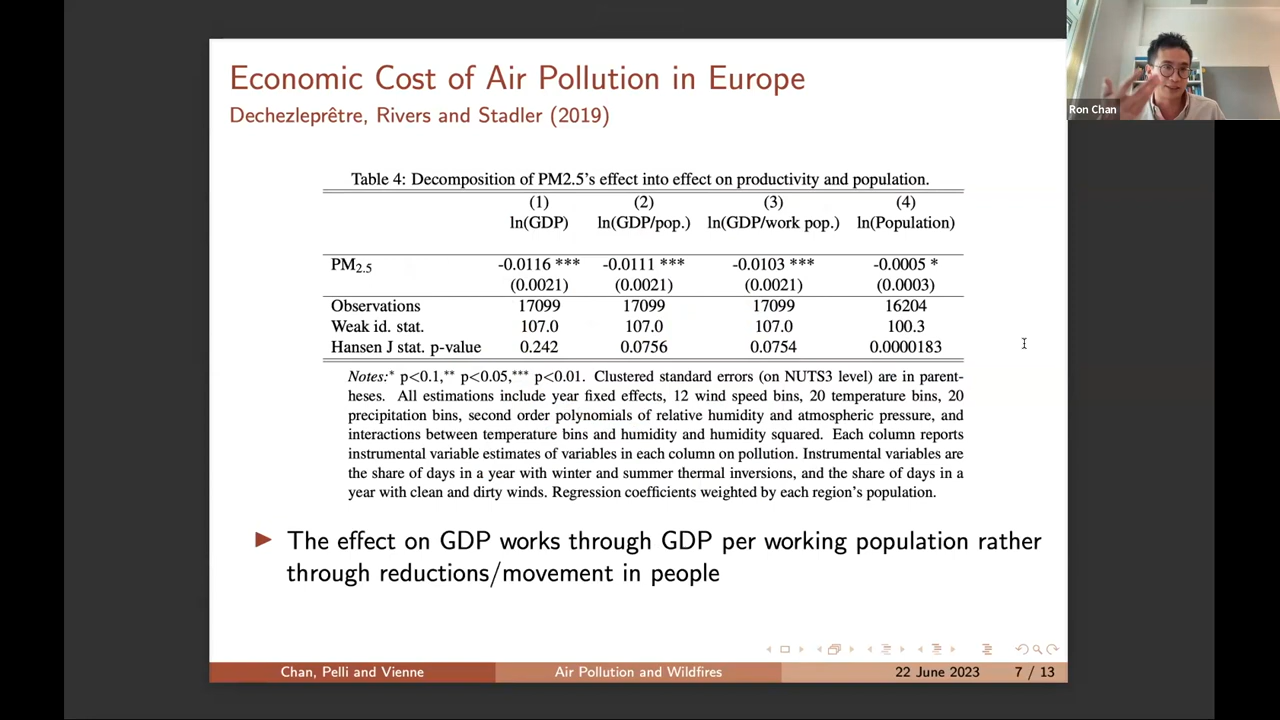 Economic Cost of Air Pollution in Europe
Dechezleprêtre, Rivers and Stadler (2019)
Ron Chan
Table 4: Decomposition of PM2.5's effect into effect on productivity and population.
(1) (2) (3) (4)
ln(GDP) ln(GDP/pop.) ln(GDP/work pop.) ln(Population)
PM2.5 -0.0116 *** -0.0111 *** -0.0103 *** -0.0005 *
(0.0021) (0.0021) (0.0021) (0.0003)
Observations 17099 17099 17099 16204
Weak id. stat. 107.0 107.0 107.0 100.3
Hansen J stat. p-value 0.242 0.0756 0.0754 0.0000183
Notes:* p<0.1,** p<0.05,*** p<0.01. Clustered standard errors (on NUTS3 level) are in parent-
heses. All estimations include year fixed effects, 12 wind speed bins, 20 temperature bins, 20
precipitation bins, second order polynomials of relative humidity and atmospheric pressure, and
interactions between temperature bins and humidity and humidity squared. Each column reports
instrumental variable estimates of variables in each column on pollution. Instrumental variables are
the share of days in a year with winter and summer thermal inversions, and the share of days in a
year with clean and dirty winds. Regression coefficients weighted by each region's population.
The effect on GDP works through GDP per working population rather
through reductions/movement in people
Chan, Pelli and Vienne Air Pollution and Wildfires 22 June 2023 7 / 13